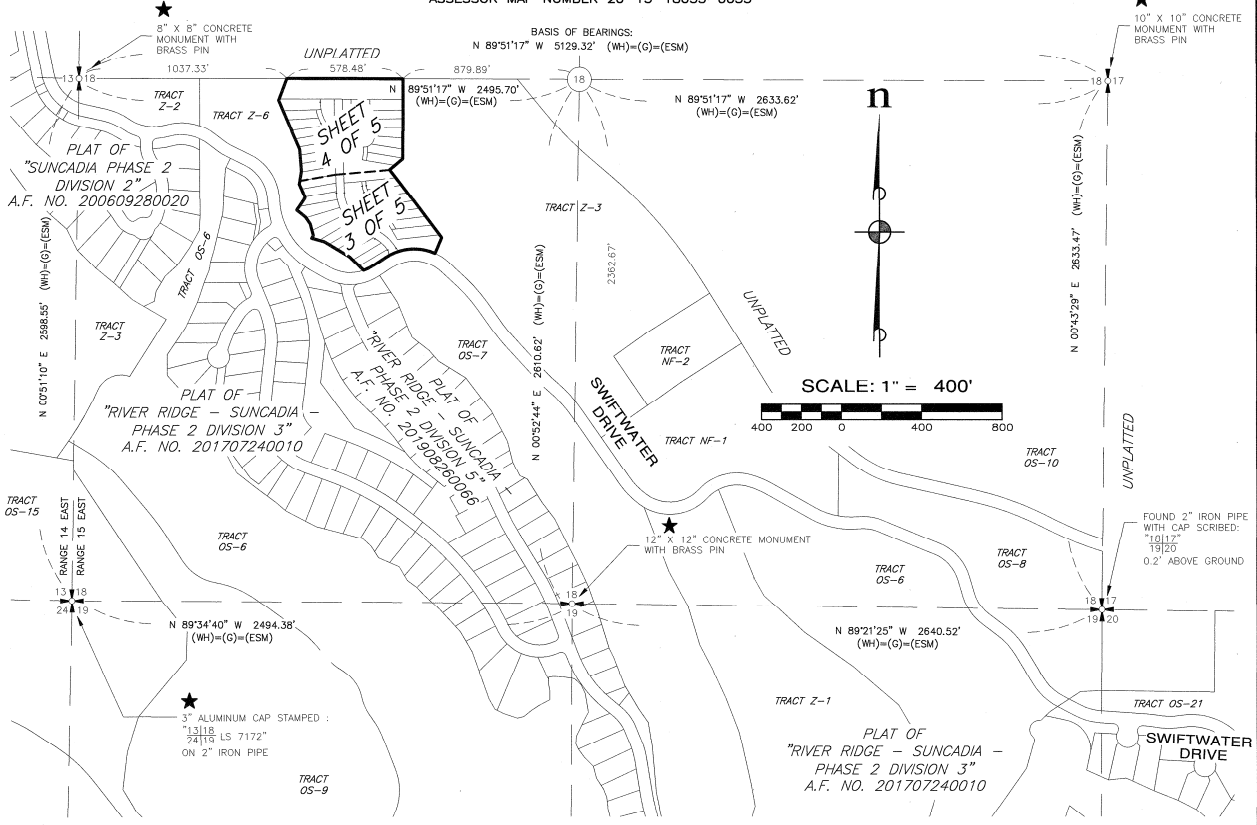 ASSESSOR MAP NUMBER 20-15-18053-0033
8" X 8" CONCRETE
MONUMENT WITH
BRASS PIN
BASIS OF BEARINGS:
N 89°51'17" W 5129.32' (WH)=(G)=(ESM)
10" X 10" CONCRETE
MONUMENT WITH
BRASS PIN
UNPLATTED
1037.33'
578.48'
879.89'
13 18
18
18 17
N 89°51'17" W 2495.70'
(WH)=(G)=(ESM)
N 89°51'17" W 2633.62'
(WH)=(G)=(ESM)
n
TRACT
Z-2
TRACT Z-6
SHEET
4 OF 5
SHEET
3 OF 5
PLAT OF
"SUNCADIA PHASE 2
DIVISION 2"
A.F. NO. 200609280020
N 00°51'10" E 2598.55' (WH)=(G)=(ESM)
TRACT OS-6
TRACT Z-3
2362.67'
N 00°52'44" E 2610.62' (WH)=(G)=(ESM)
N 00°43'29" E 2633.47' (WH)=(G)=(ESM)
TRACT
Z-3
TRACT
OS-7
TRACT
NF-2
UNPLATTED
PLAT OF
"RIVER RIDGE - SUNCADIA -
PHASE 2 DIVISION 5"
A.F. NO. 201908260066
SCALE: 1" = 400'
400 200 0 400 800
PLAT OF
"RIVER RIDGE - SUNCADIA -
PHASE 2 DIVISION 3"
A.F. NO. 201707240010
SWIFTWATER
DRIVE
TRACT NF-1
TRACT
OS-10
UNPLATTED
TRACT
OS-15
RANGE 14 EAST
RANGE 15 EAST
TRACT
OS-6
12" X 12" CONCRETE MONUMENT
WITH BRASS PIN
FOUND 2" IRON PIPE
WITH CAP SCRIBED:
0.2' ABOVE GROUND
TRACT
OS-8
TRACT
OS-6
13 18
24 19
18
19
18 17
19 20
N 89°34'40" W 2494.38'
(WH)=(G)=(ESM)
N 89°21'25" W 2640.52'
(WH)=(G)=(ESM)
3" ALUMINUM CAP STAMPED :
"13|18
24|19 LS 7172"
ON 2" IRON PIPE
TRACT
OS-9
TRACT Z-1
TRACT OS-21
PLAT OF
"RIVER RIDGE - SUNCADIA -
PHASE 2 DIVISION 3"
A.F. NO. 201707240010
SWIFTWATER
DRIVE